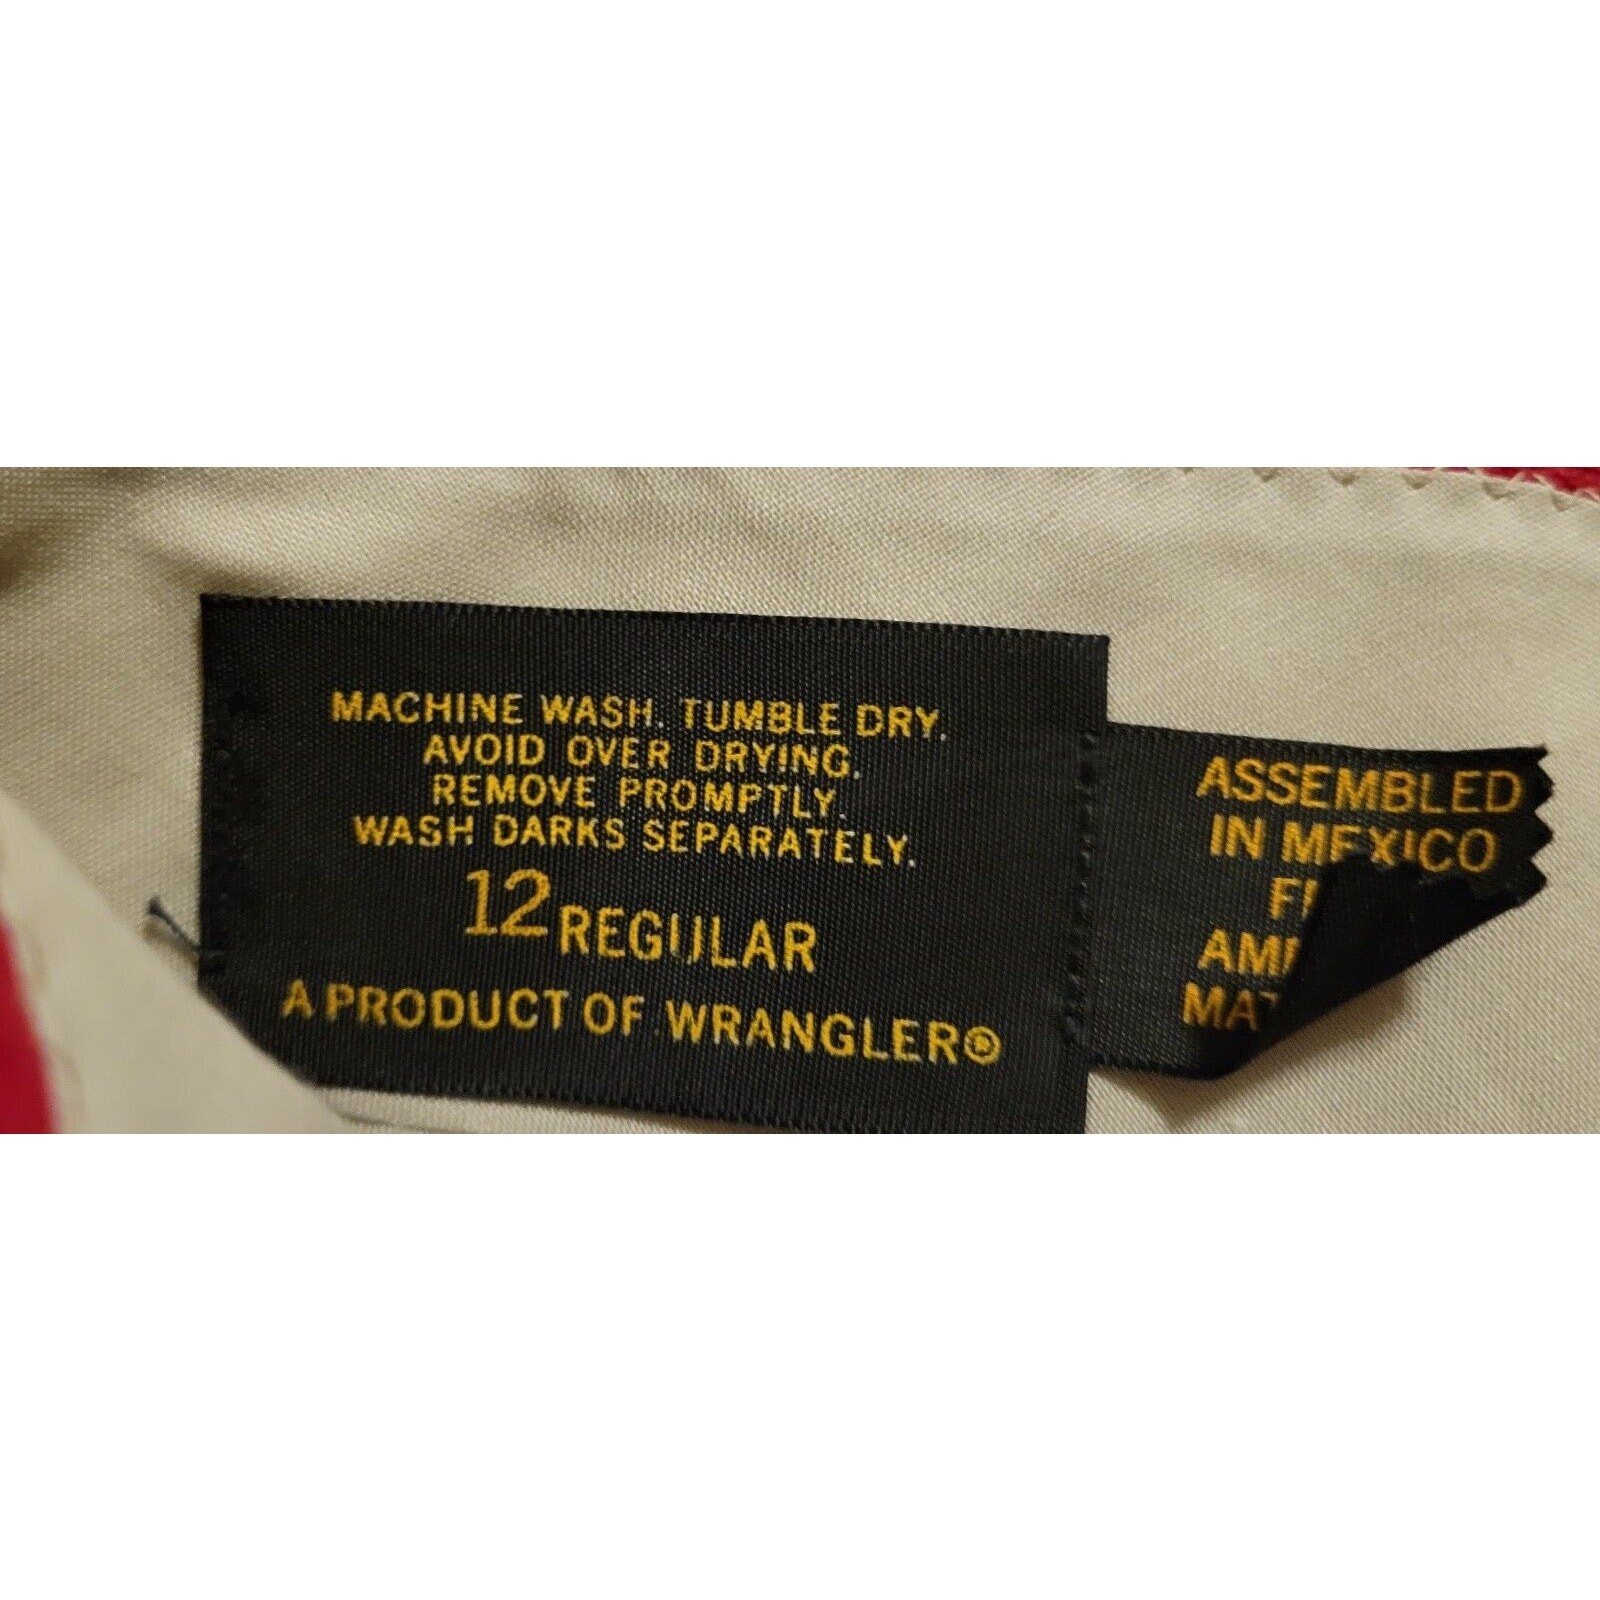 MACHINE WASH. TUMBLE DRY.
AVOID OVER DRYING.
REMOVE PROMPTLY.
WASH DARKS SEPARATELY.
12 REGULAR
A PRODUCT OF WRANGLER®
ASSEMBLED
IN MEXICO